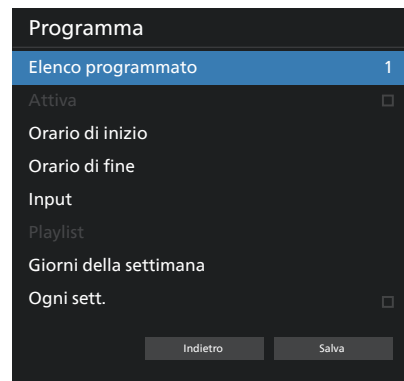 Programma
Elenco programmato 1
Attiva
Orario di inizio
Orario di fine
Input
Playlist
Giorni della settimana
Ogni sett.
Indietro Salva